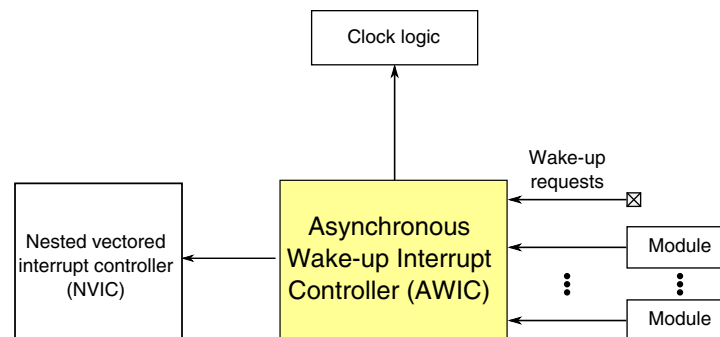 Clock logic
Wake-up
requests
Nested vectored
interrupt controller
(NVIC)
Asynchronous
Wake-up Interrupt
Controller (AWIC)
Module
Module